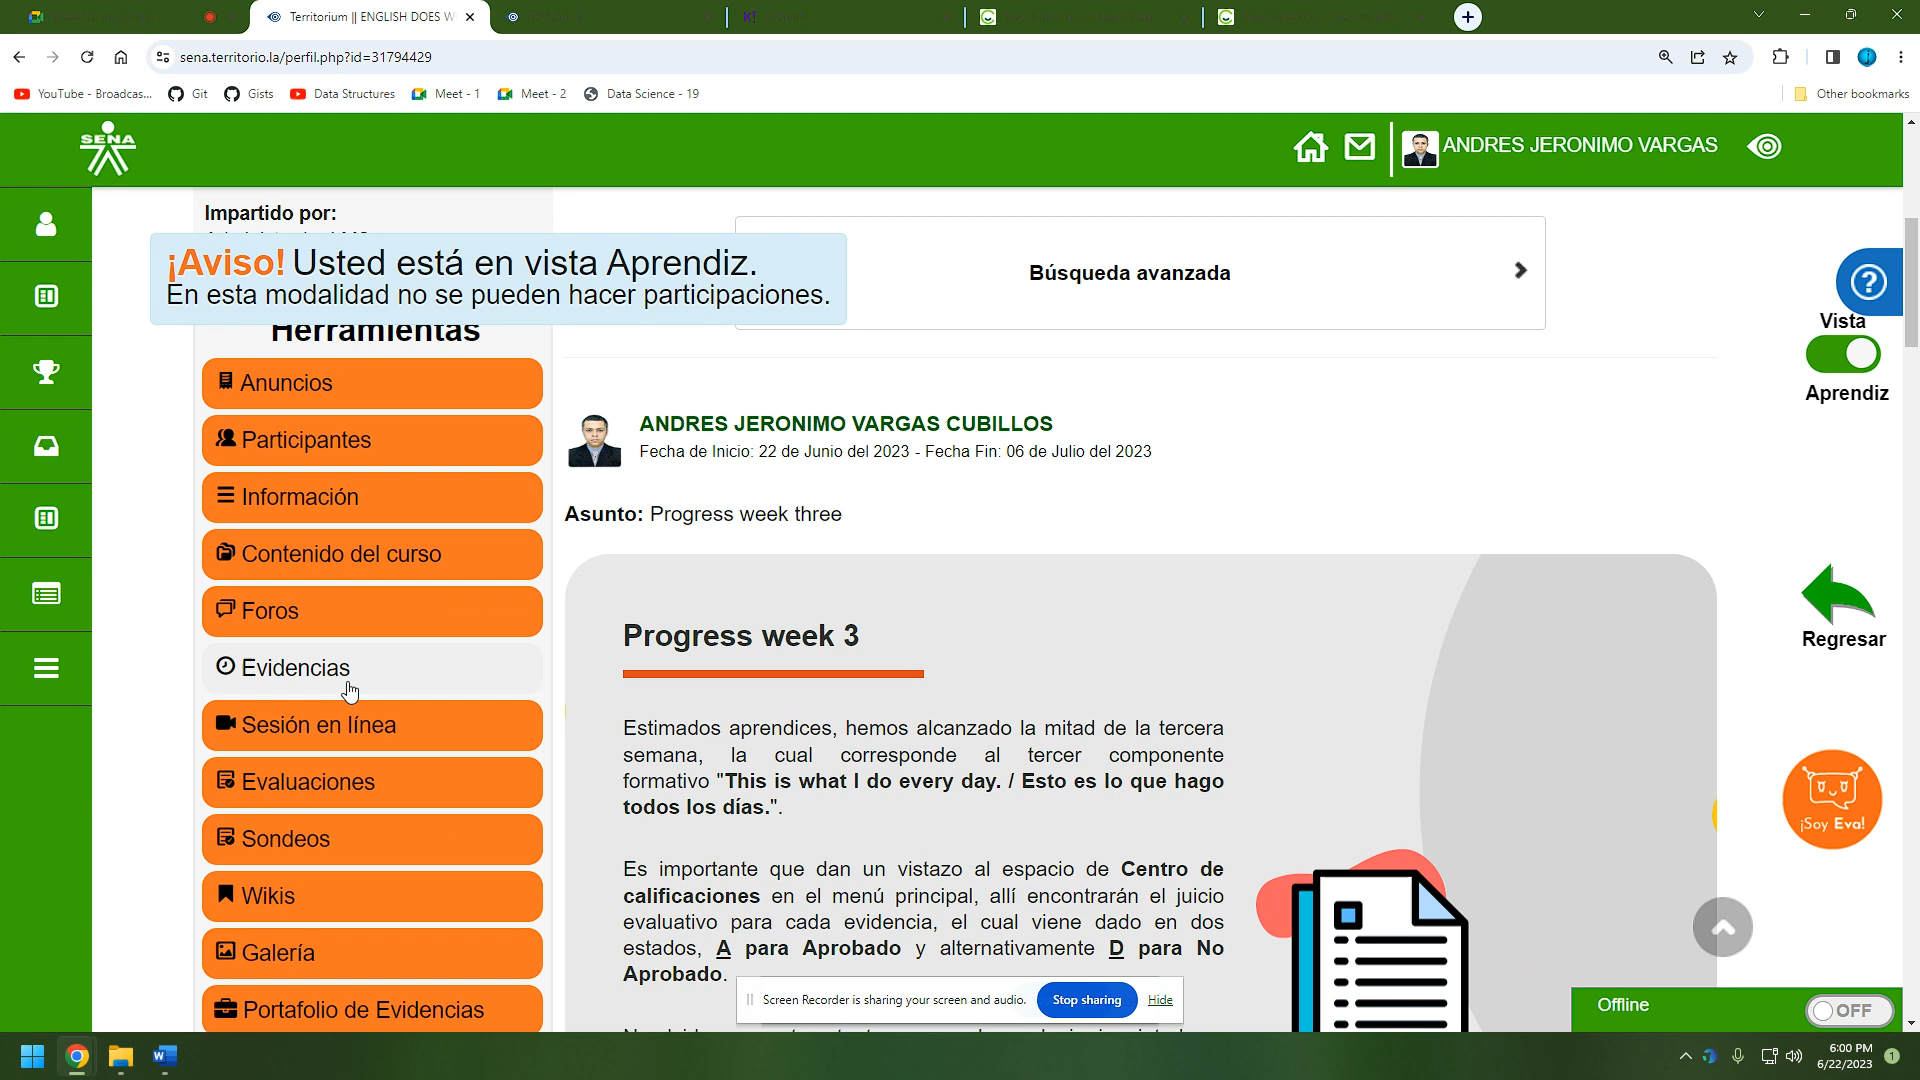 Territorium || ENGLISH DOES W
sena.territorio.la/perfil.php?id=31794429
YouTube - Broadcas...
Git
Gists
Data Structures
Meet - 1
Meet - 2
Data Science - 19
Other bookmarks
SENA
ANDRES JERONIMO VARGAS
Impartido por:
¡Aviso! Usted está en vista Aprendiz.
En esta modalidad no se pueden hacer participaciones.
Herramientas
Anuncios
Participantes
Información
Contenido del curso
Foros
Evidencias
Sesión en línea
Evaluaciones
Sondeos
Wikis
Galería
Portafolio de Evidencias
Búsqueda avanzada
ANDRES JERONIMO VARGAS CUBILLOS
Fecha de Inicio: 22 de Junio del 2023 - Fecha Fin: 06 de Julio del 2023
Asunto: Progress week three
Progress week 3
Estimados aprendices, hemos alcanzado la mitad de la tercera
semana, la cual corresponde al tercer componente
formativo "This is what I do every day. / Esto es lo que hago
todos los días.".
Es importante que dan un vistazo al espacio de Centro de
calificaciones en el menú principal, allí encontrarán el juicio
evaluativo para cada evidencia, el cual viene dado en dos
estados, A para Aprobado y alternativamente D para No
Aprobado.
Screen Recorder is sharing your screen and audio.
Stop sharing
Hide
?
Vista
Aprendiz
Regresar
¡Soy Eva!
Offline
OFF
6:00 PM
6/22/2023
1